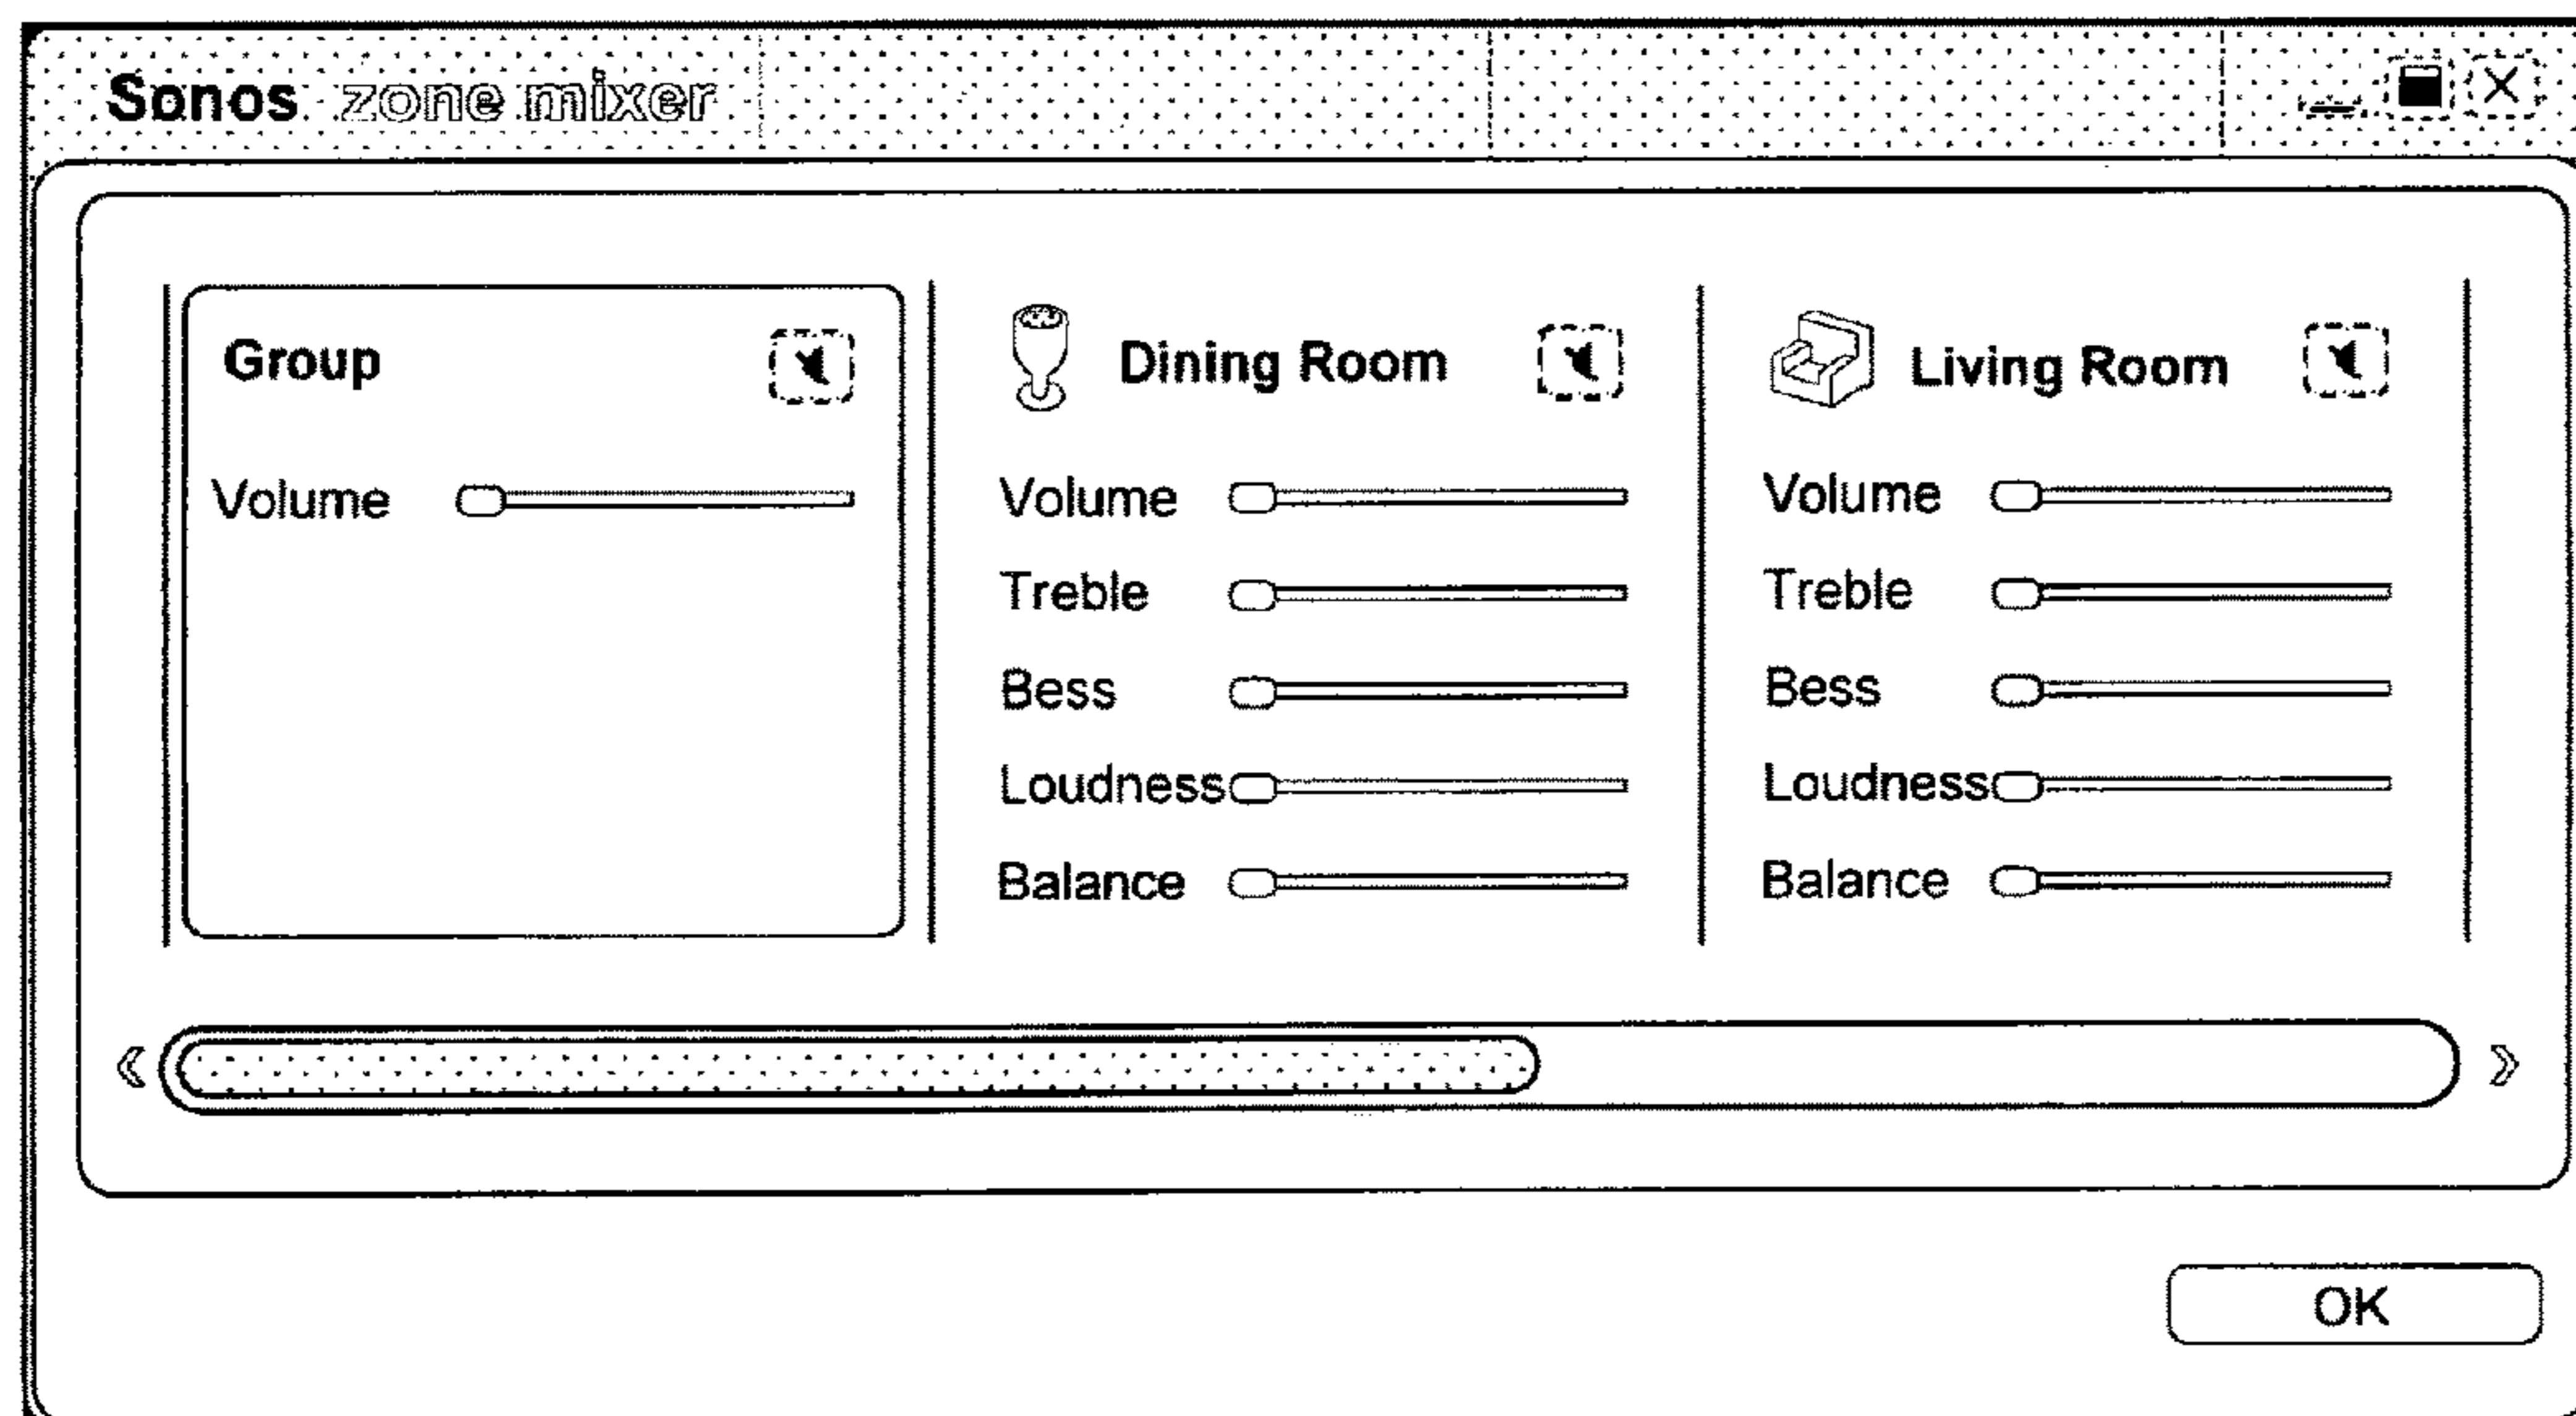 Sonos zone mixer
Group
Volume
Dining Room
Volume
Treble
Bess
Loudness
Balance
Living Room
Volume
Treble
Bess
Loudness
Balance
OK